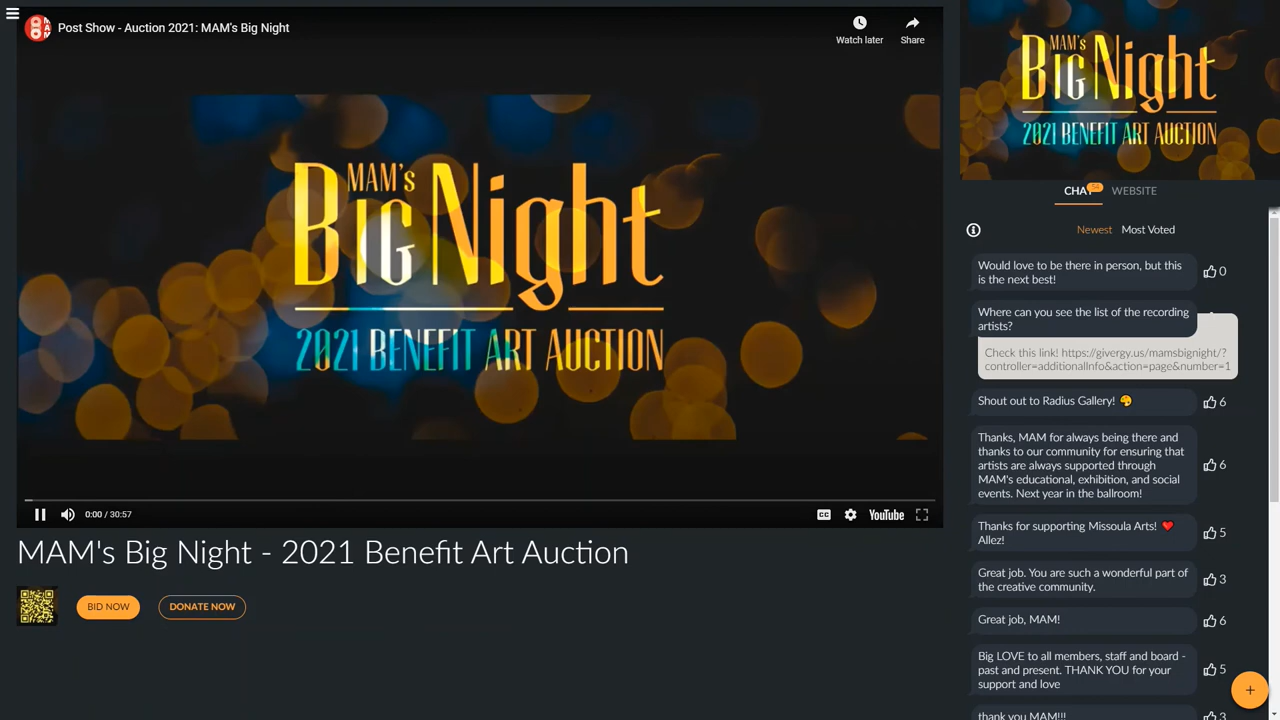 Post Show - Auction 2021: MAM's Big Night
Watch later
Share
MAM's
Big Night
2021 BENEFIT ART AUCTION
0:00 / 30:57
CC
YouTube
MAM's Big Night - 2021 Benefit Art Auction
BID NOW
DONATE NOW
MAM's
Big Night
2021 BENEFIT ART AUCTION
CHAT
54
WEBSITE
Newest
Most Voted
Would love to be there in person, but this
is the next best!
0
Where can you see the list of the recording
artists?
Check this link! https://givergy.us/mamsbignight/?
controller=additionalInfo&action=page&number=1
Shout out to Radius Gallery!
6
Thanks, MAM for always being there and
thanks to our community for ensuring that
artists are always supported through
MAM's educational, exhibition, and social
events. Next year in the ballroom!
6
Thanks for supporting Missoula Arts! ❤
Allez!
5
Great job. You are such a wonderful part of
the creative community.
3
Great job, MAM!
6
Big LOVE to all members, staff and board -
past and present. THANK YOU for your
support and love
5
thank you MAM!!!
3
+